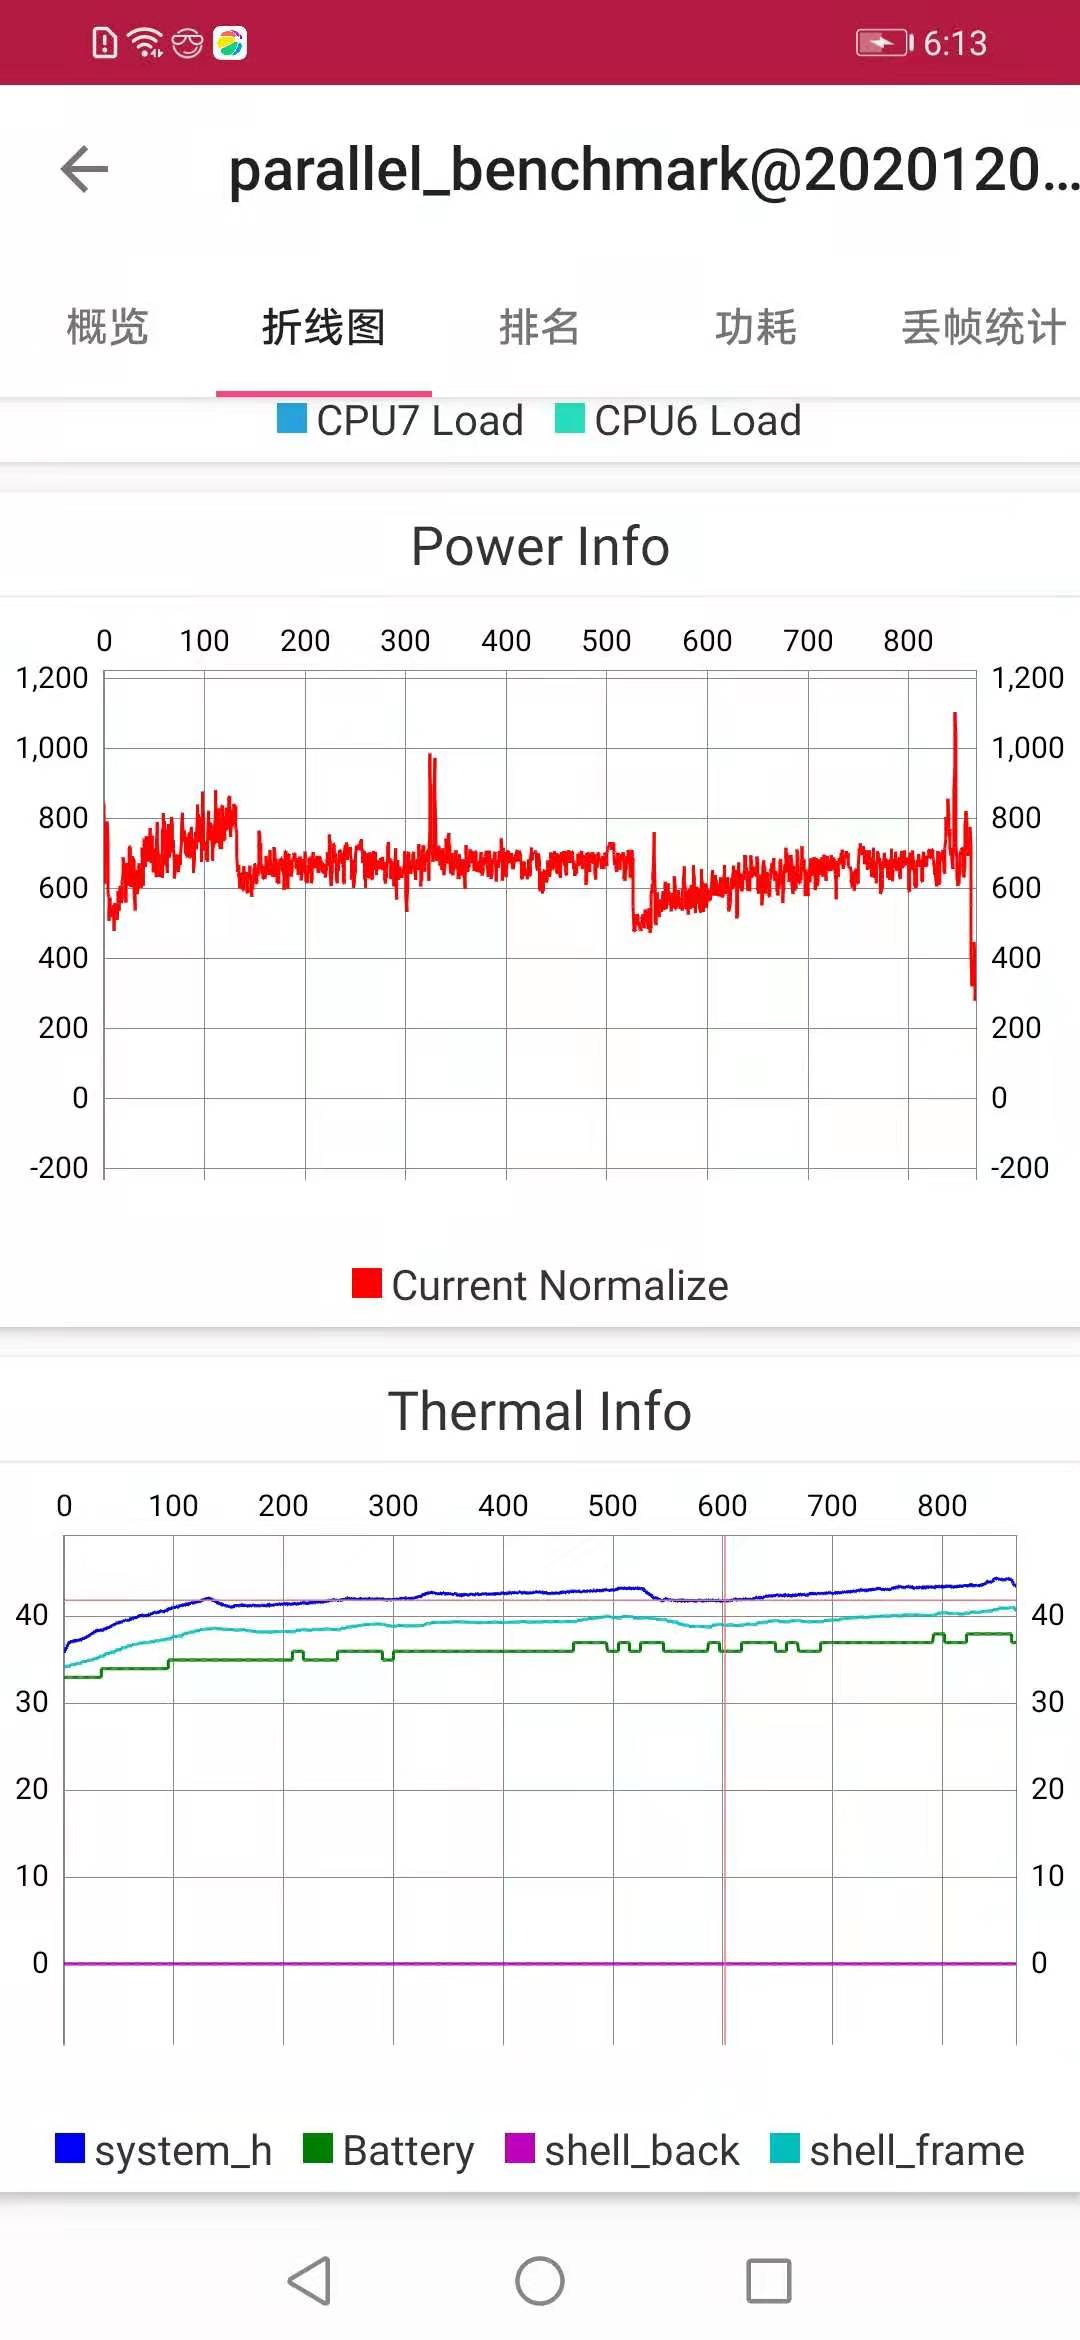 6:13
parallel_benchmark@2020120...
概览 折线图 排名 功耗 丢帧统计
CPU7 Load CPU6 Load
Power Info
0 100 200 300 400 500 600 700 800
1,200 1,200
1,000 1,000
800 800
600 600
400 400
200 200
0 0
-200 -200
Current Normalize
Thermal Info
0 100 200 300 400 500 600 700 800
40 40
30 30
20 20
10 10
0 0
system_h Battery shell_back shell_frame